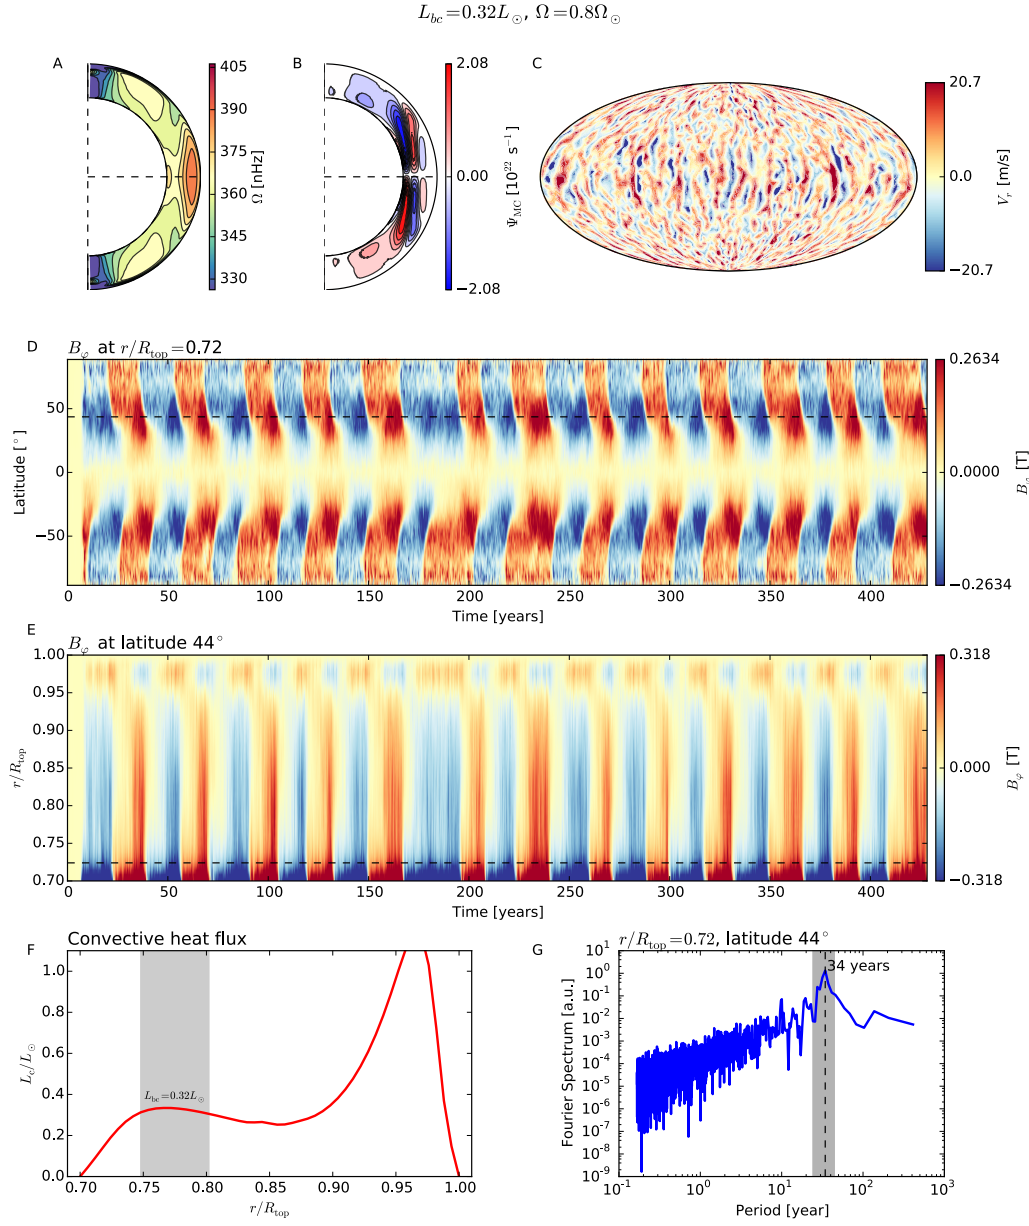 L_bc=0.32L_⊙, Ω=0.8Ω_⊙
A
405
390
375
360
345
330
Ω [nHz]
B
2.08
0.00
−2.08
Ψ_MC [10^22 s^−1]
C
20.7
0.0
−20.7
V_r [m/s]
D
B_φ at r/R_top=0.72
50
0
−50
Latitude [°]
0 50 100 150 200 250 300 350 400
Time [years]
0.2634
0.0000
−0.2634
B_φ [T]
E
B_φ at latitude 44°
1.00
0.95
0.90
0.85
0.80
0.75
0.70
r/R_top
0 50 100 150 200 250 300 350 400
Time [years]
0.318
0.000
−0.318
B_φ [T]
F
Convective heat flux
1.0
0.8
0.6
0.4
0.2
0.0
L_c/L_⊙
L_bc=0.32L_⊙
0.70 0.75 0.80 0.85 0.90 0.95 1.00
r/R_top
G
r/R_top=0.72, latitude 44°
34 years
10^1
10^0
10^−1
10^−2
10^−3
10^−4
10^−5
10^−6
10^−7
10^−8
10^−9
Fourier Spectrum [a.u.]
10^−1 10^0 10^1 10^2 10^3
Period [year]